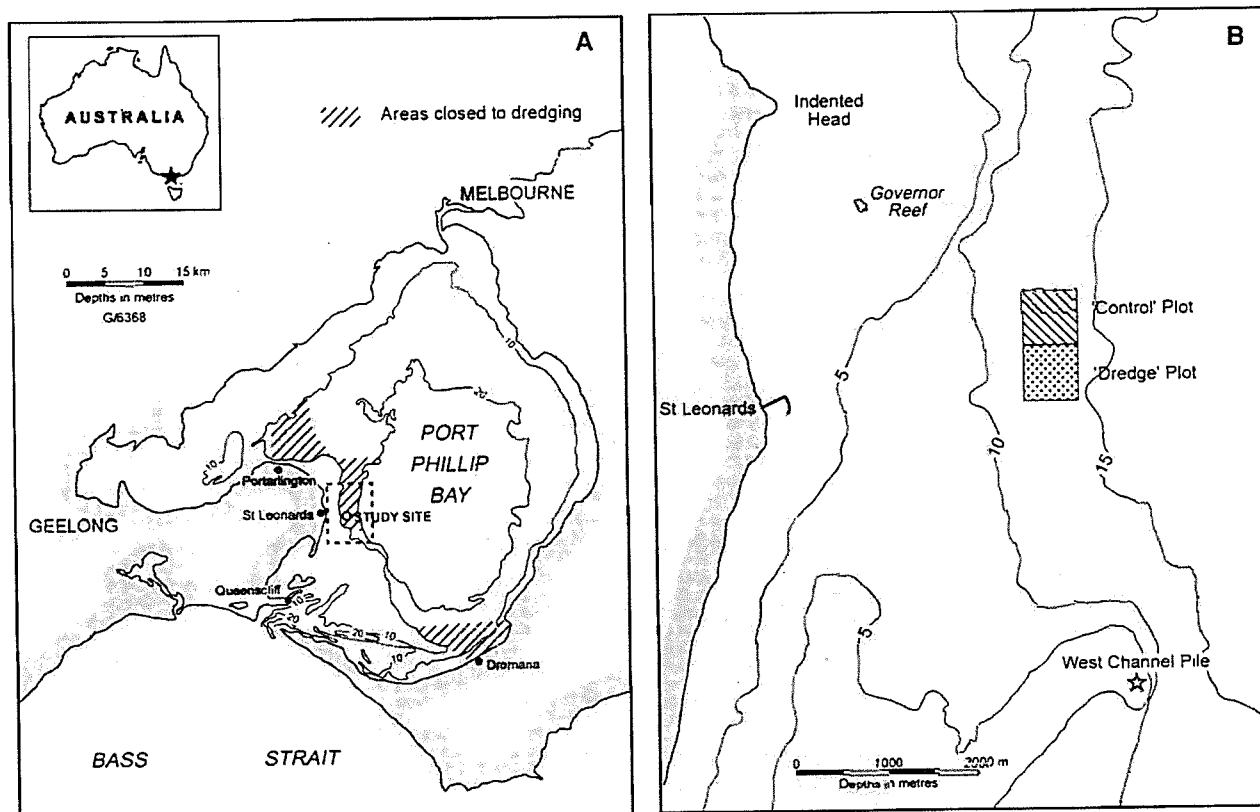 A
AUSTRALIA
Areas closed to dredging
MELBOURNE
0 5 10 15 km
Depths in metres
G/6368
10
20
PORT
PHILLIP
BAY
10
Portarlington
GEELONG
St Leonards
STUDY SITE
Queenscliff
10
20
20
10
10
Dromana
BASS STRAIT
B
Indented
Head
Governor
Reef
'Control' Plot
'Dredge' Plot
5
St Leonards
10
15
5
West Channel Pile
0 1000 2000 m
Depths in metres